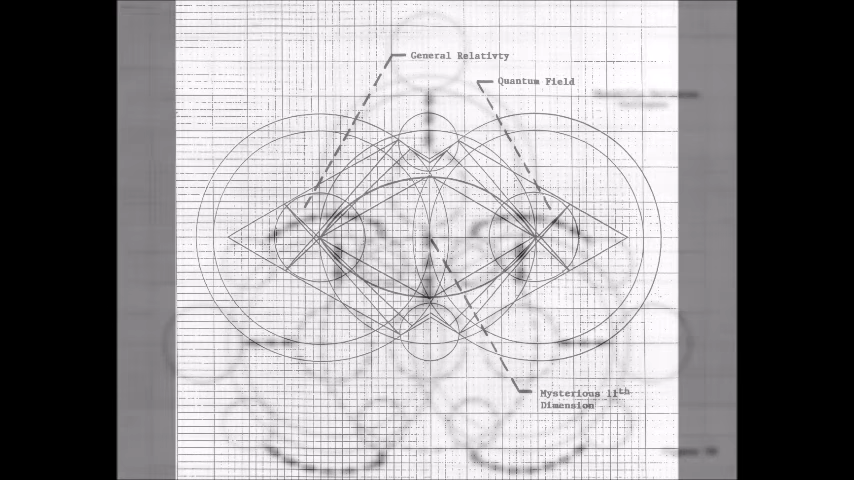 General Relativty
Quantum Field
Mysterious 11th
Dimension